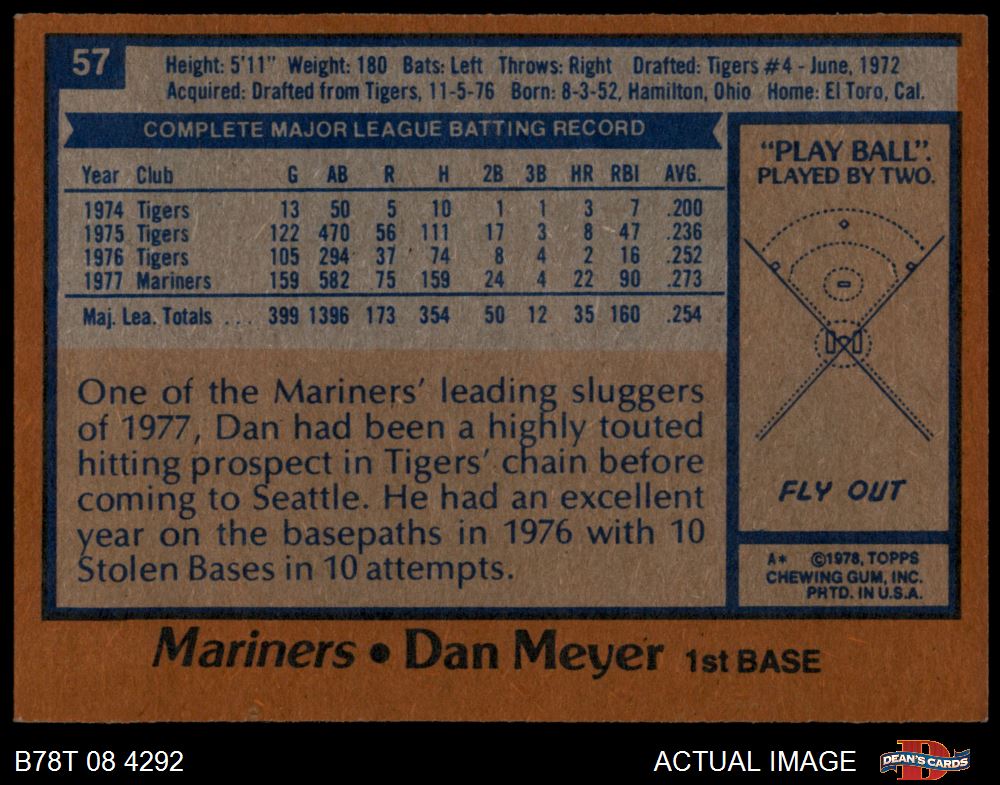 57
Height: 5'11" Weight: 180 Bats: Left Throws: Right Drafted: Tigers #4 - June, 1972
Acquired: Drafted from Tigers, 11-5-76 Born: 8-3-52, Hamilton, Ohio Home: El Toro, Cal.
COMPLETE MAJOR LEAGUE BATTING RECORD
Year Club G AB R H 2B 3B HR RBI AVG.
1974 Tigers 13 50 5 10 1 1 3 7 .200
1975 Tigers 122 470 56 111 17 3 8 47 .236
1976 Tigers 105 294 37 74 8 4 2 16 .252
1977 Mariners 159 582 75 159 24 4 22 90 .273
Maj. Lea. Totals ... 399 1396 173 354 50 12 35 160 .254
One of the Mariners' leading sluggers
of 1977, Dan had been a highly touted
hitting prospect in Tigers' chain before
coming to Seattle. He had an excellent
year on the basepaths in 1976 with 10
Stolen Bases in 10 attempts.
"PLAY BALL".
PLAYED BY TWO.
FLY OUT
A* ©1978, TOPPS
CHEWING GUM, INC.
PRTD. IN U.S.A.
Mariners • Dan Meyer 1st BASE
B78T 08 4292 ACTUAL IMAGE
D
DEAN'S CARDS